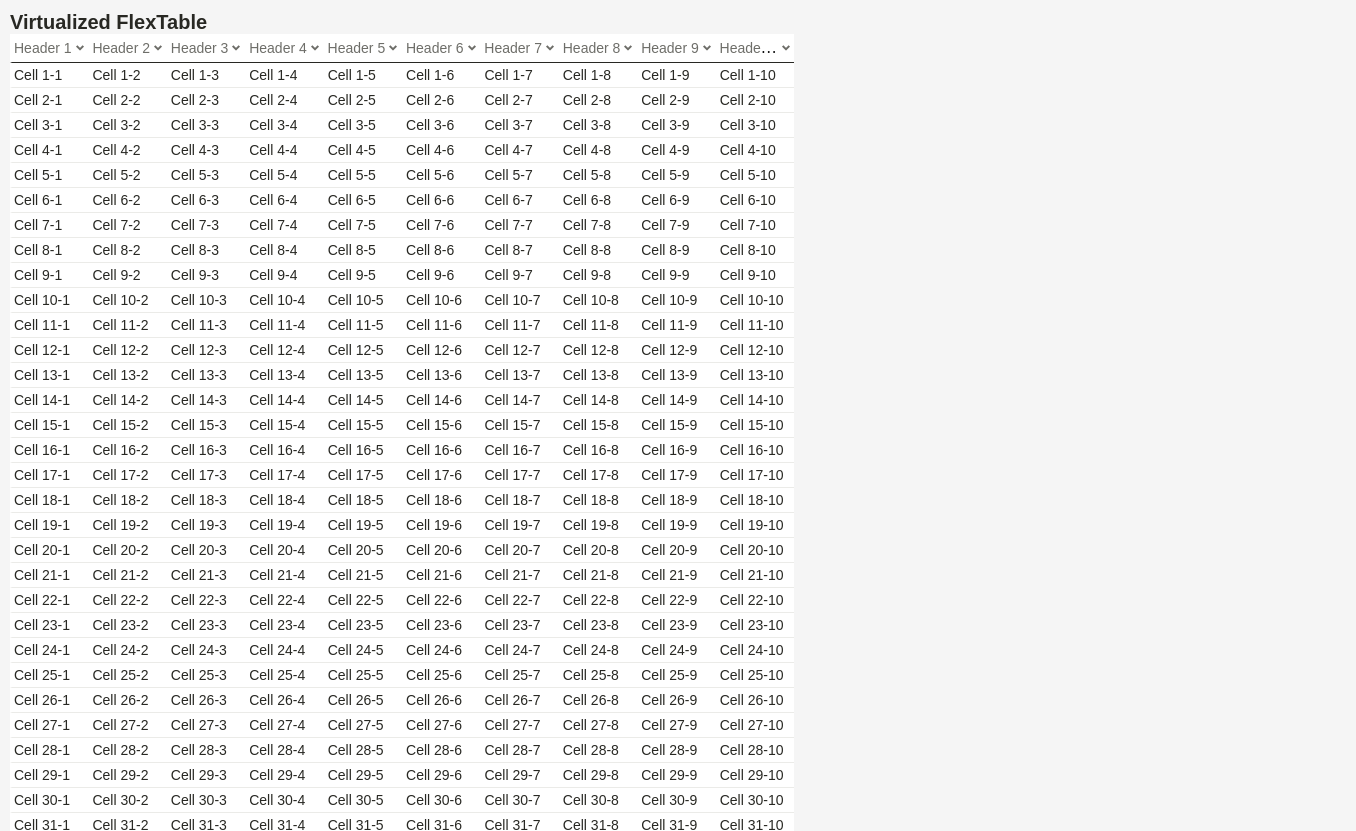 Virtualized FlexTable
Header 1 Header 2 Header 3 Header 4 Header 5 Header 6 Header 7 Header 8 Header 9 Heade...
Cell 1-1 Cell 1-2 Cell 1-3 Cell 1-4 Cell 1-5 Cell 1-6 Cell 1-7 Cell 1-8 Cell 1-9 Cell 1-10
Cell 2-1 Cell 2-2 Cell 2-3 Cell 2-4 Cell 2-5 Cell 2-6 Cell 2-7 Cell 2-8 Cell 2-9 Cell 2-10
Cell 3-1 Cell 3-2 Cell 3-3 Cell 3-4 Cell 3-5 Cell 3-6 Cell 3-7 Cell 3-8 Cell 3-9 Cell 3-10
Cell 4-1 Cell 4-2 Cell 4-3 Cell 4-4 Cell 4-5 Cell 4-6 Cell 4-7 Cell 4-8 Cell 4-9 Cell 4-10
Cell 5-1 Cell 5-2 Cell 5-3 Cell 5-4 Cell 5-5 Cell 5-6 Cell 5-7 Cell 5-8 Cell 5-9 Cell 5-10
Cell 6-1 Cell 6-2 Cell 6-3 Cell 6-4 Cell 6-5 Cell 6-6 Cell 6-7 Cell 6-8 Cell 6-9 Cell 6-10
Cell 7-1 Cell 7-2 Cell 7-3 Cell 7-4 Cell 7-5 Cell 7-6 Cell 7-7 Cell 7-8 Cell 7-9 Cell 7-10
Cell 8-1 Cell 8-2 Cell 8-3 Cell 8-4 Cell 8-5 Cell 8-6 Cell 8-7 Cell 8-8 Cell 8-9 Cell 8-10
Cell 9-1 Cell 9-2 Cell 9-3 Cell 9-4 Cell 9-5 Cell 9-6 Cell 9-7 Cell 9-8 Cell 9-9 Cell 9-10
Cell 10-1 Cell 10-2 Cell 10-3 Cell 10-4 Cell 10-5 Cell 10-6 Cell 10-7 Cell 10-8 Cell 10-9 Cell 10-10
Cell 11-1 Cell 11-2 Cell 11-3 Cell 11-4 Cell 11-5 Cell 11-6 Cell 11-7 Cell 11-8 Cell 11-9 Cell 11-10
Cell 12-1 Cell 12-2 Cell 12-3 Cell 12-4 Cell 12-5 Cell 12-6 Cell 12-7 Cell 12-8 Cell 12-9 Cell 12-10
Cell 13-1 Cell 13-2 Cell 13-3 Cell 13-4 Cell 13-5 Cell 13-6 Cell 13-7 Cell 13-8 Cell 13-9 Cell 13-10
Cell 14-1 Cell 14-2 Cell 14-3 Cell 14-4 Cell 14-5 Cell 14-6 Cell 14-7 Cell 14-8 Cell 14-9 Cell 14-10
Cell 15-1 Cell 15-2 Cell 15-3 Cell 15-4 Cell 15-5 Cell 15-6 Cell 15-7 Cell 15-8 Cell 15-9 Cell 15-10
Cell 16-1 Cell 16-2 Cell 16-3 Cell 16-4 Cell 16-5 Cell 16-6 Cell 16-7 Cell 16-8 Cell 16-9 Cell 16-10
Cell 17-1 Cell 17-2 Cell 17-3 Cell 17-4 Cell 17-5 Cell 17-6 Cell 17-7 Cell 17-8 Cell 17-9 Cell 17-10
Cell 18-1 Cell 18-2 Cell 18-3 Cell 18-4 Cell 18-5 Cell 18-6 Cell 18-7 Cell 18-8 Cell 18-9 Cell 18-10
Cell 19-1 Cell 19-2 Cell 19-3 Cell 19-4 Cell 19-5 Cell 19-6 Cell 19-7 Cell 19-8 Cell 19-9 Cell 19-10
Cell 20-1 Cell 20-2 Cell 20-3 Cell 20-4 Cell 20-5 Cell 20-6 Cell 20-7 Cell 20-8 Cell 20-9 Cell 20-10
Cell 21-1 Cell 21-2 Cell 21-3 Cell 21-4 Cell 21-5 Cell 21-6 Cell 21-7 Cell 21-8 Cell 21-9 Cell 21-10
Cell 22-1 Cell 22-2 Cell 22-3 Cell 22-4 Cell 22-5 Cell 22-6 Cell 22-7 Cell 22-8 Cell 22-9 Cell 22-10
Cell 23-1 Cell 23-2 Cell 23-3 Cell 23-4 Cell 23-5 Cell 23-6 Cell 23-7 Cell 23-8 Cell 23-9 Cell 23-10
Cell 24-1 Cell 24-2 Cell 24-3 Cell 24-4 Cell 24-5 Cell 24-6 Cell 24-7 Cell 24-8 Cell 24-9 Cell 24-10
Cell 25-1 Cell 25-2 Cell 25-3 Cell 25-4 Cell 25-5 Cell 25-6 Cell 25-7 Cell 25-8 Cell 25-9 Cell 25-10
Cell 26-1 Cell 26-2 Cell 26-3 Cell 26-4 Cell 26-5 Cell 26-6 Cell 26-7 Cell 26-8 Cell 26-9 Cell 26-10
Cell 27-1 Cell 27-2 Cell 27-3 Cell 27-4 Cell 27-5 Cell 27-6 Cell 27-7 Cell 27-8 Cell 27-9 Cell 27-10
Cell 28-1 Cell 28-2 Cell 28-3 Cell 28-4 Cell 28-5 Cell 28-6 Cell 28-7 Cell 28-8 Cell 28-9 Cell 28-10
Cell 29-1 Cell 29-2 Cell 29-3 Cell 29-4 Cell 29-5 Cell 29-6 Cell 29-7 Cell 29-8 Cell 29-9 Cell 29-10
Cell 30-1 Cell 30-2 Cell 30-3 Cell 30-4 Cell 30-5 Cell 30-6 Cell 30-7 Cell 30-8 Cell 30-9 Cell 30-10
Cell 31-1 Cell 31-2 Cell 31-3 Cell 31-4 Cell 31-5 Cell 31-6 Cell 31-7 Cell 31-8 Cell 31-9 Cell 31-10